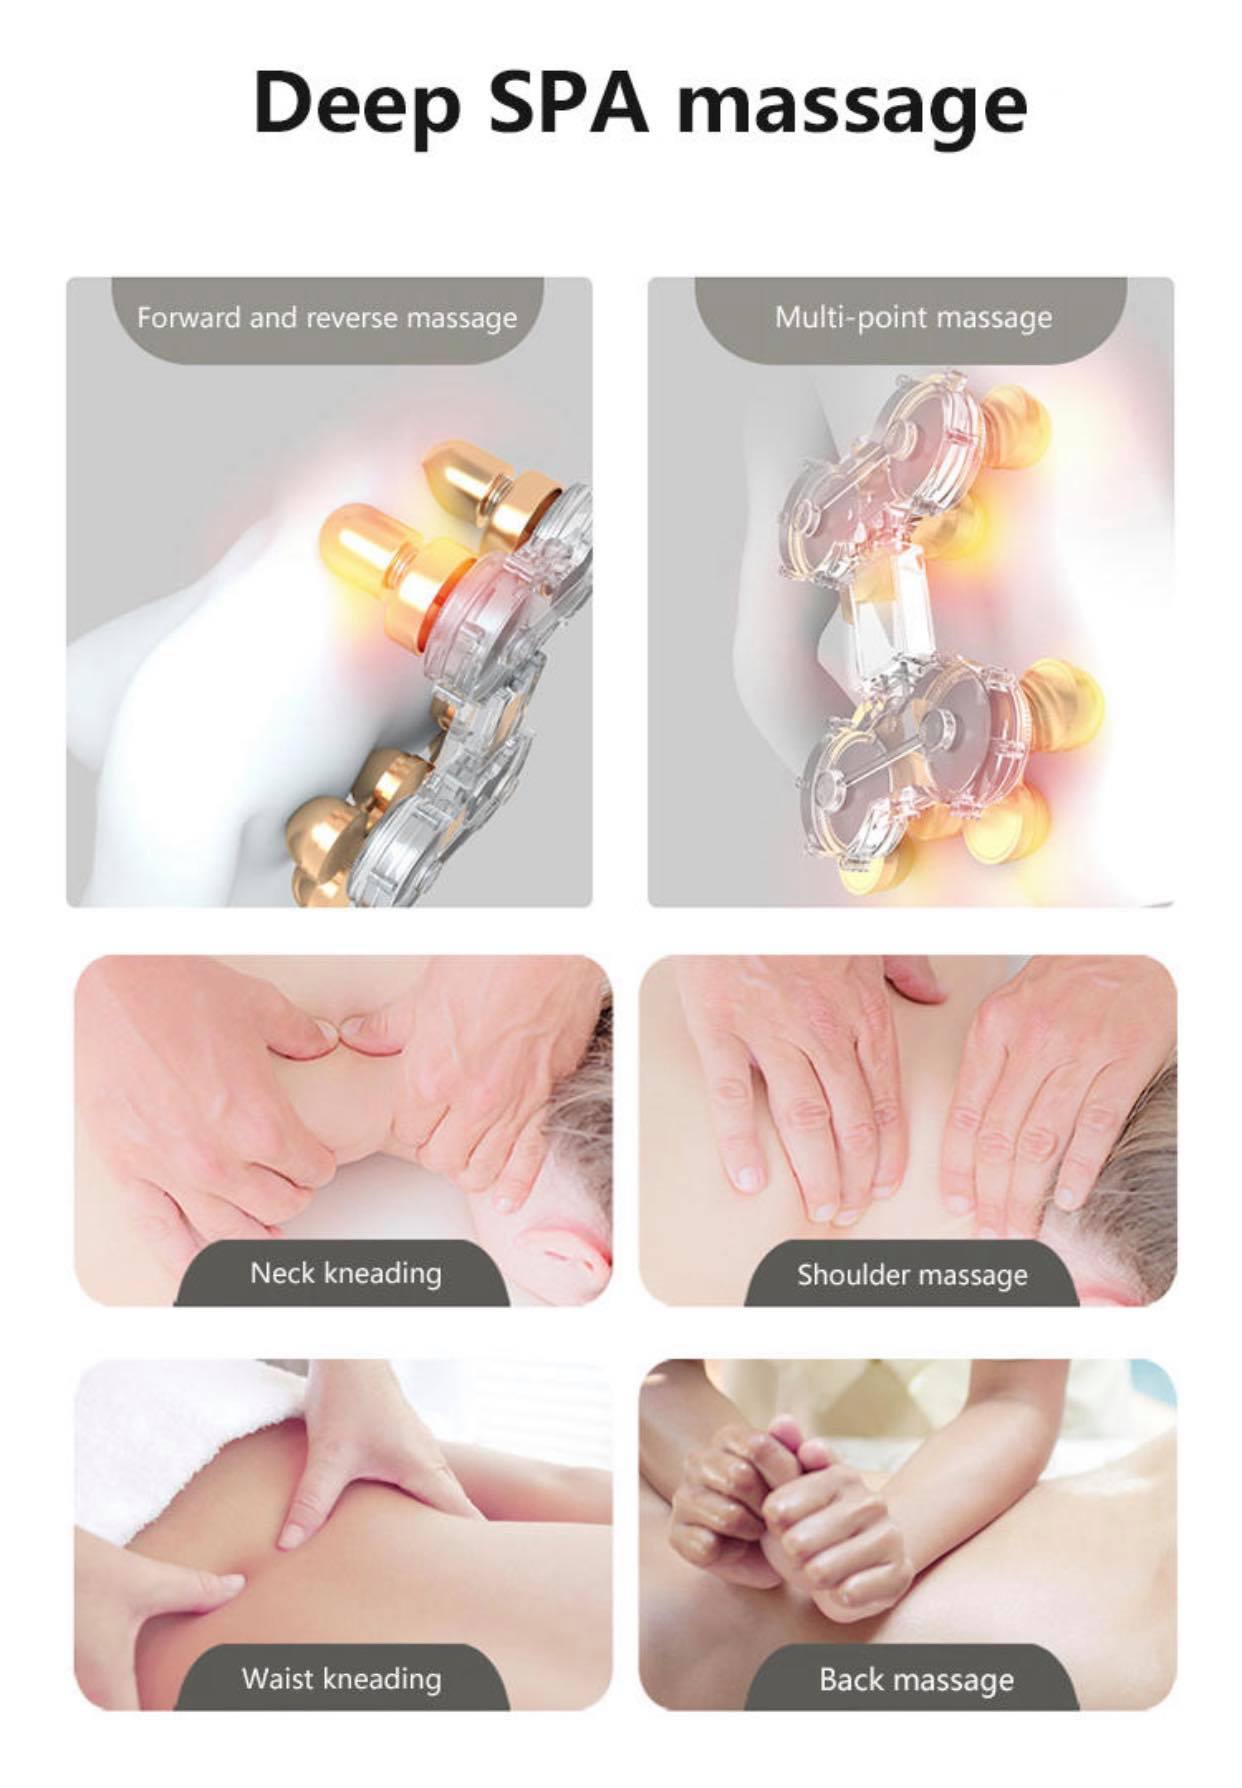 Deep SPA massage
Forward and reverse massage
Multi-point massage
Neck kneading
Shoulder massage
Waist kneading
Back massage